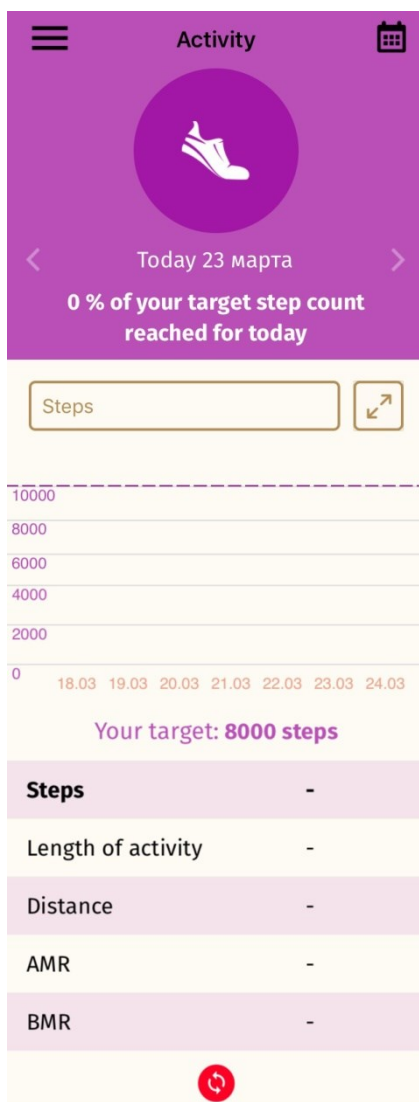 Activity
Today 23 марта
0 % of your target step count
reached for today
Steps
10000
8000
6000
4000
2000
0
18.03 19.03 20.03 21.03 22.03 23.03 24.03
Your target: 8000 steps
Steps -
Length of activity -
Distance -
AMR -
BMR -